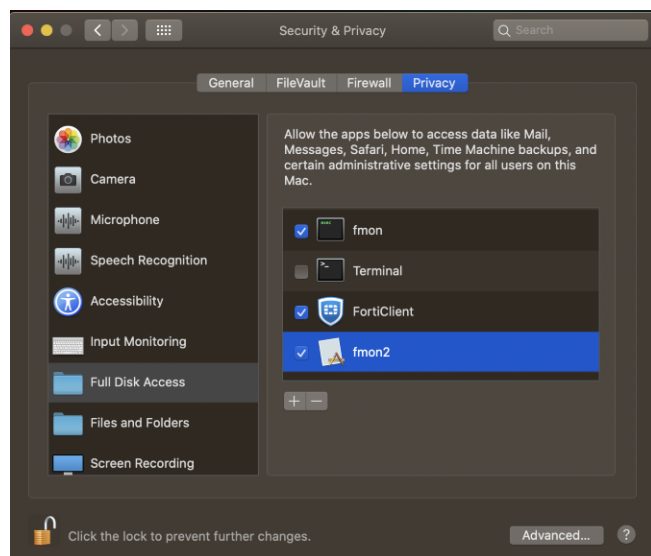 Security & Privacy
Search
General
FileVault
Firewall
Privacy
Photos
Camera
Microphone
Speech Recognition
Accessibility
Input Monitoring
Full Disk Access
Files and Folders
Screen Recording
Allow the apps below to access data like Mail,
Messages, Safari, Home, Time Machine backups, and
certain administrative settings for all users on this
Mac.
fmon
Terminal
FortiClient
fmon2
Click the lock to prevent further changes.
Advanced...
?